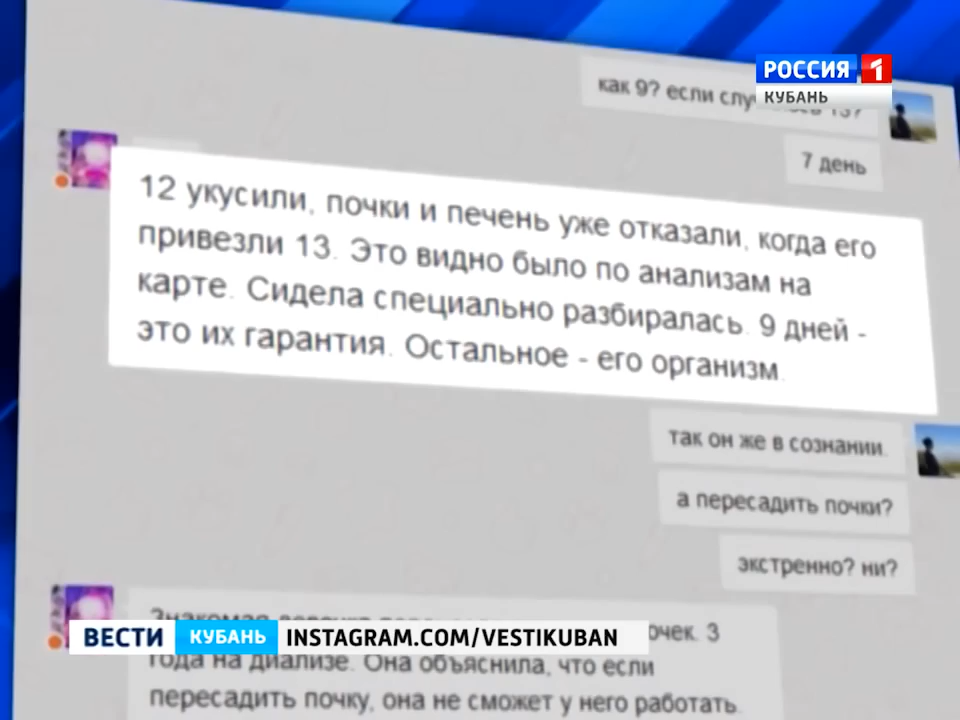 РОССИЯ 1
КУБАНЬ
как 9? если 13?
7 день
12 укусили, почки и печень уже отказали, когда его
привезли 13. Это видно было по анализам на
карте. Сидела специально разбиралась. 9 дней -
это их гарантия. Остальное - его организм.
так он же в сознании.
а пересадить почки?
экстренно? ни?
Знакомая 3
года на диализе. Она объяснила, что если
пересадить почку, она не сможет у него работать.
ВЕСТИ КУБАНЬ INSTAGRAM.COM/VESTIKUBAN